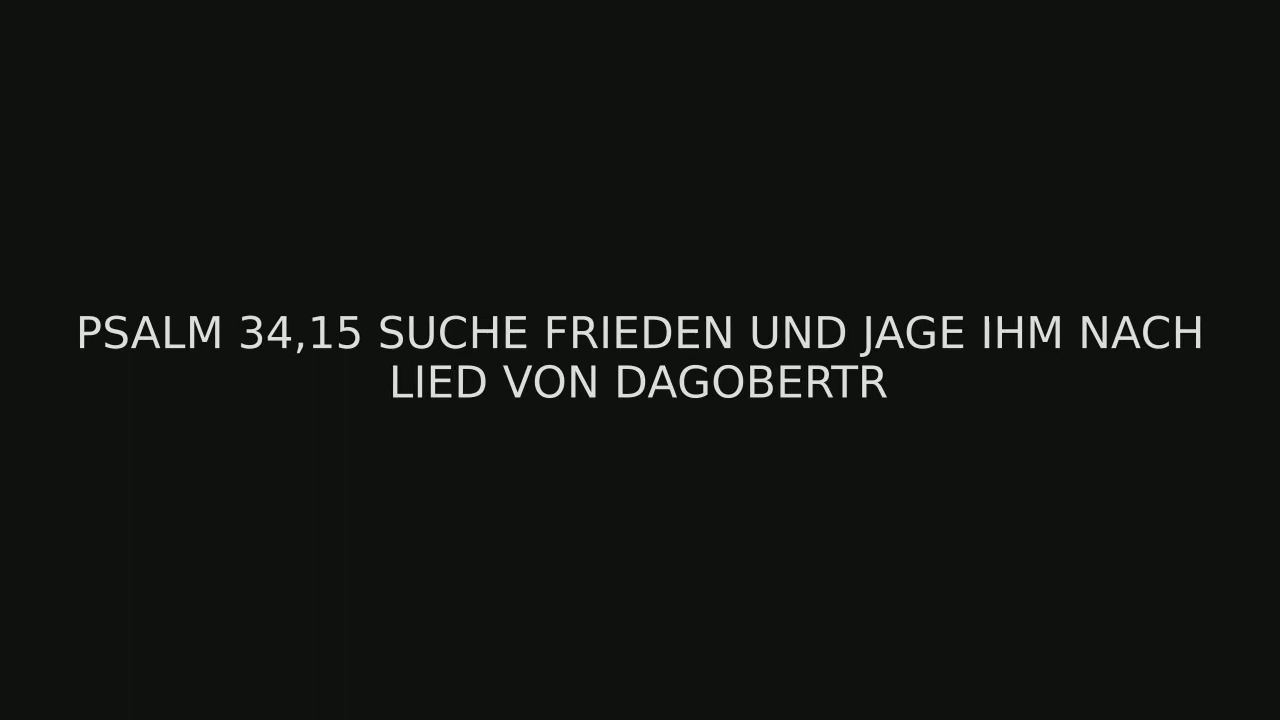 PSALM 34,15 SUCHE FRIEDEN UND JAGE IHM NACH
LIED VON DAGOBERTR